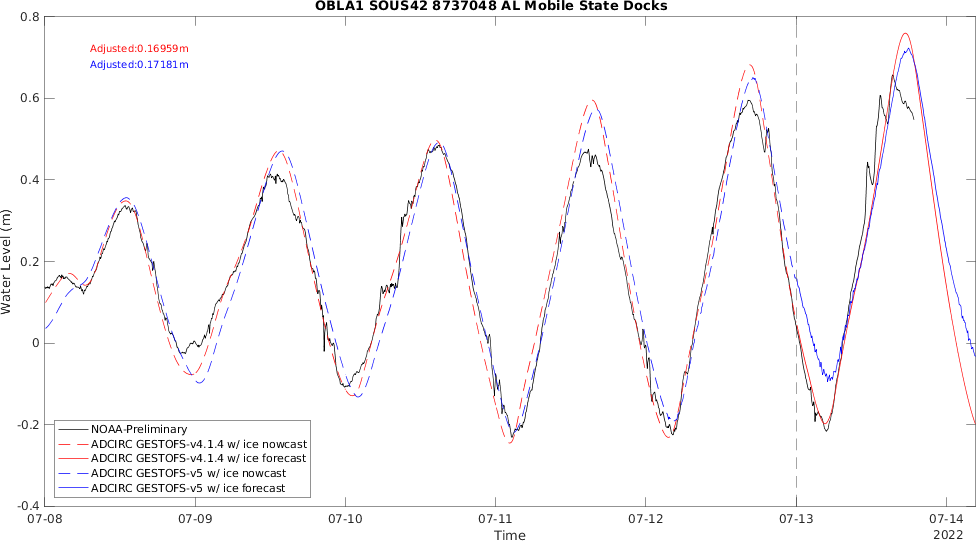 OBLA1 SOUS42 8737048 AL Mobile State Docks
Adjusted:0.16959m
Adjusted:0.17181m
Water Level (m)
0.8
0.6
0.4
0.2
0
-0.2
-0.4
NOAA-Preliminary
ADCIRC GESTOFS-v4.1.4 w/ ice nowcast
ADCIRC GESTOFS-v4.1.4 w/ ice forecast
ADCIRC GESTOFS-v5 w/ ice nowcast
ADCIRC GESTOFS-v5 w/ ice forecast
07-08 07-09 07-10 07-11 07-12 07-13 07-14
Time
2022